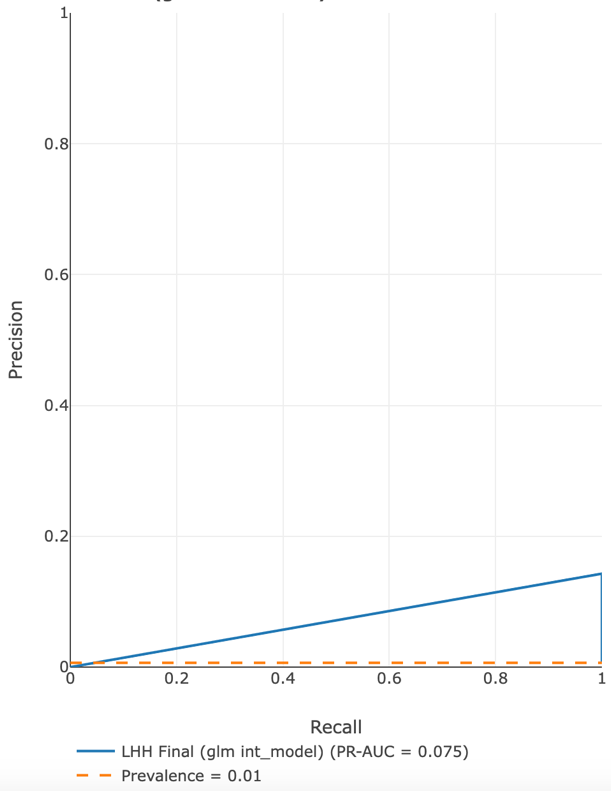 1
0.8
0.6
0.4
0.2
0
Precision
0 0.2 0.4 0.6 0.8 1
Recall
LHH Final (glm int_model) (PR-AUC = 0.075)
Prevalence = 0.01